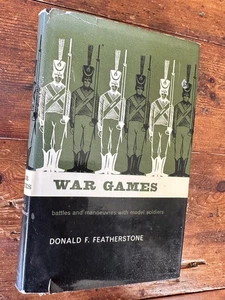 WAR GAMES
battles and manoeuvres with model soldiers
DONALD F. FEATHERSTONE